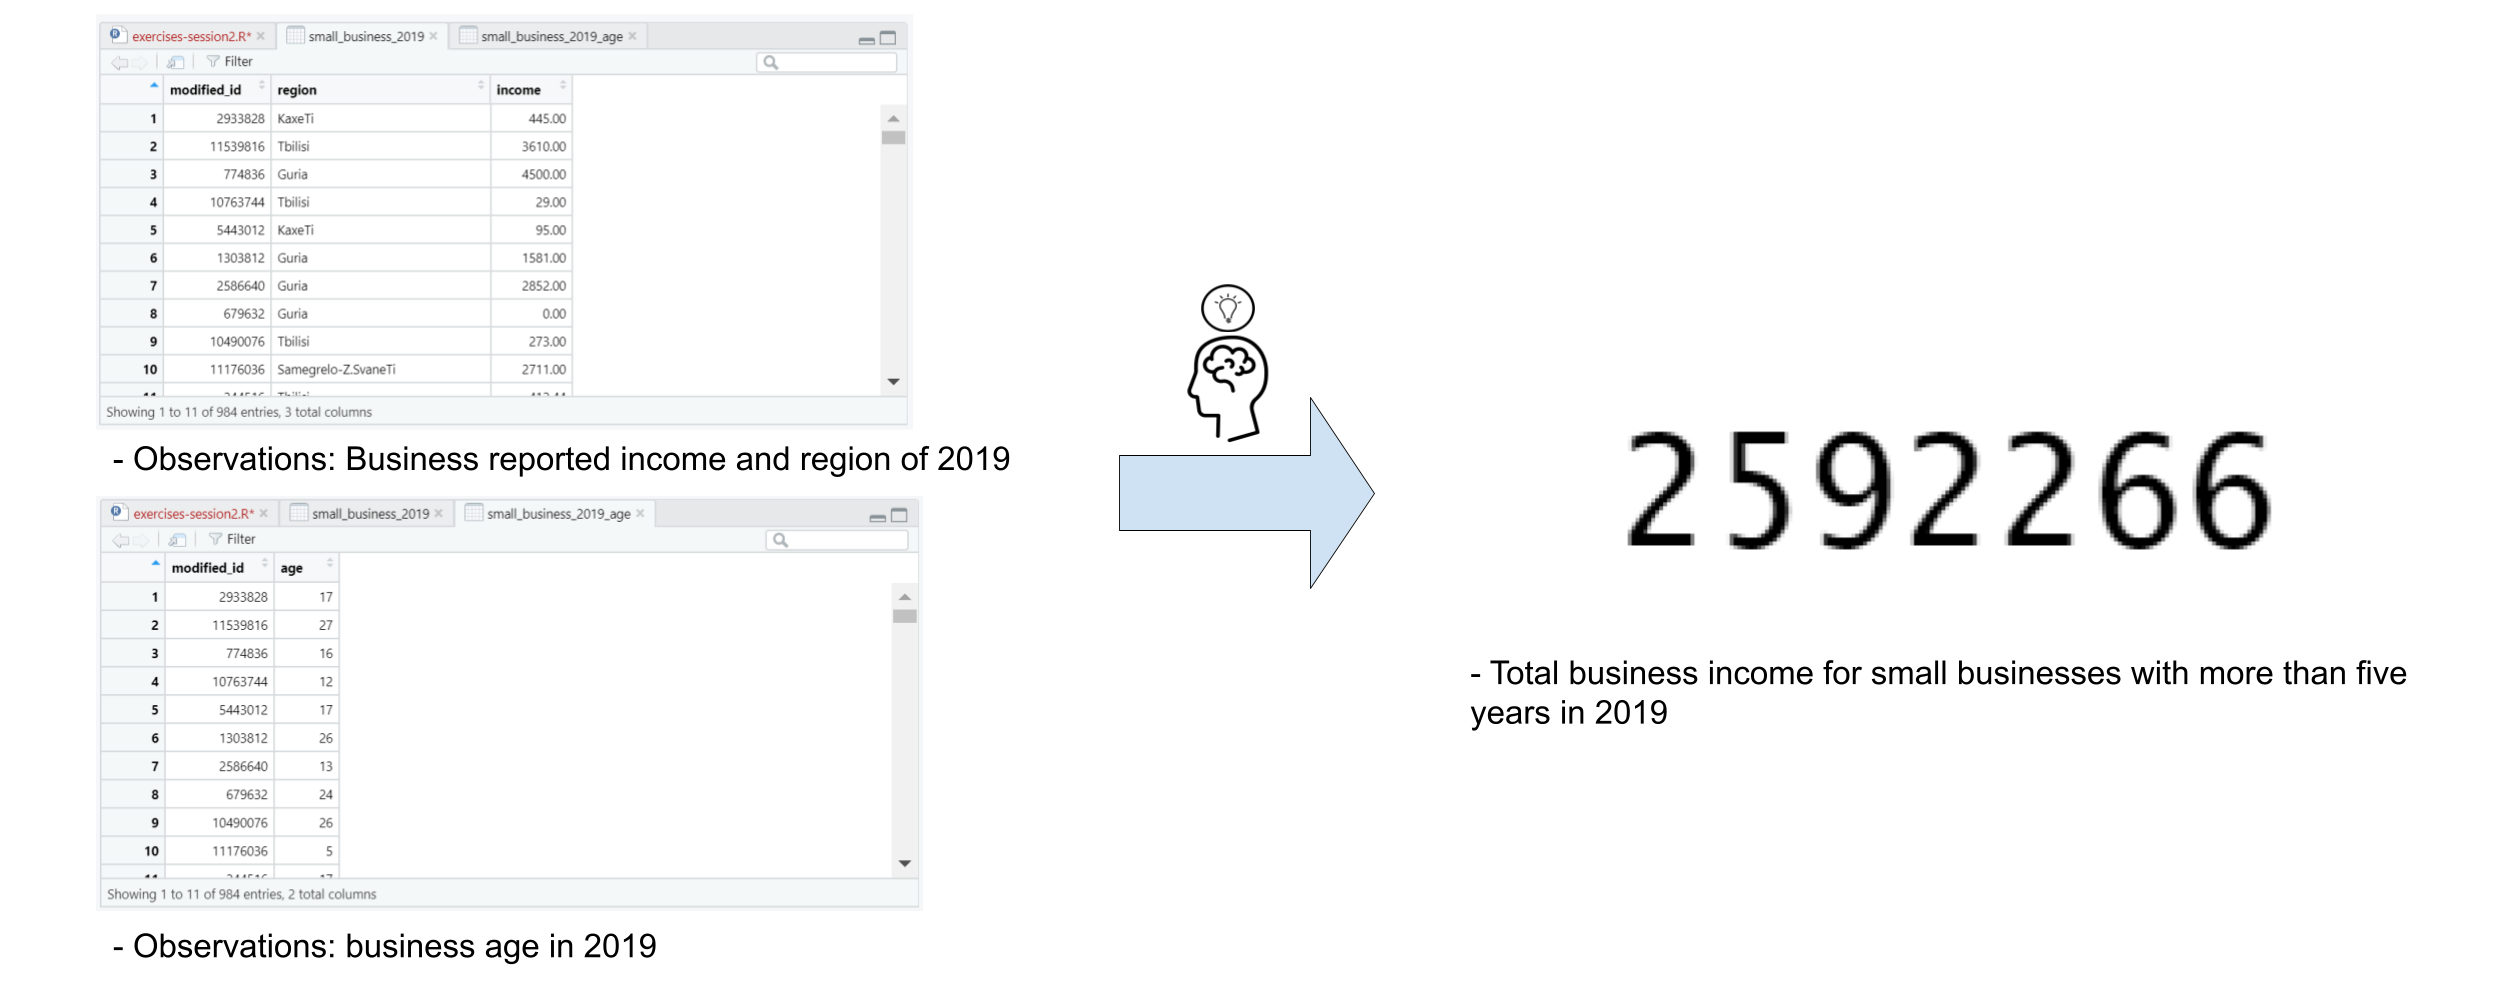 exercises-session2.R* × small_business_2019 × small_business_2019_age ×
Filter
modified_id region income
1 2933828 KaxeTi 445.00
2 11539816 Tbilisi 3610.00
3 774836 Guria 4500.00
4 10763744 Tbilisi 29.00
5 5443012 KaxeTi 95.00
6 1303812 Guria 1581.00
7 2586640 Guria 2852.00
8 679632 Guria 0.00
9 10490076 Tbilisi 273.00
10 11176036 Samegrelo-Z.SvaneTi 2711.00
Showing 1 to 11 of 984 entries, 3 total columns
- Observations: Business reported income and region of 2019
exercises-session2.R* × small_business_2019 × small_business_2019_age ×
Filter
modified_id age
1 2933828 17
2 11539816 27
3 774836 16
4 10763744 12
5 5443012 17
6 1303812 26
7 2586640 13
8 679632 24
9 10490076 26
10 11176036 5
Showing 1 to 11 of 984 entries, 2 total columns
- Observations: business age in 2019
2592266
- Total business income for small businesses with more than five
years in 2019